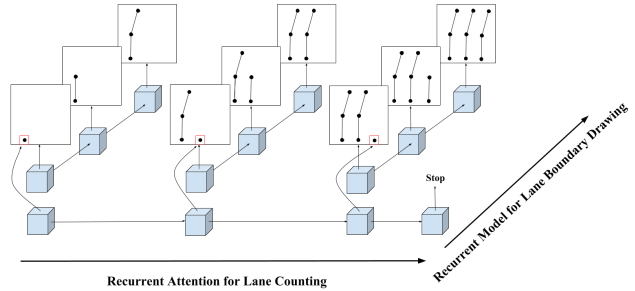 Stop
Recurrent Model for Lane Boundary Drawing
Recurrent Attention for Lane Counting